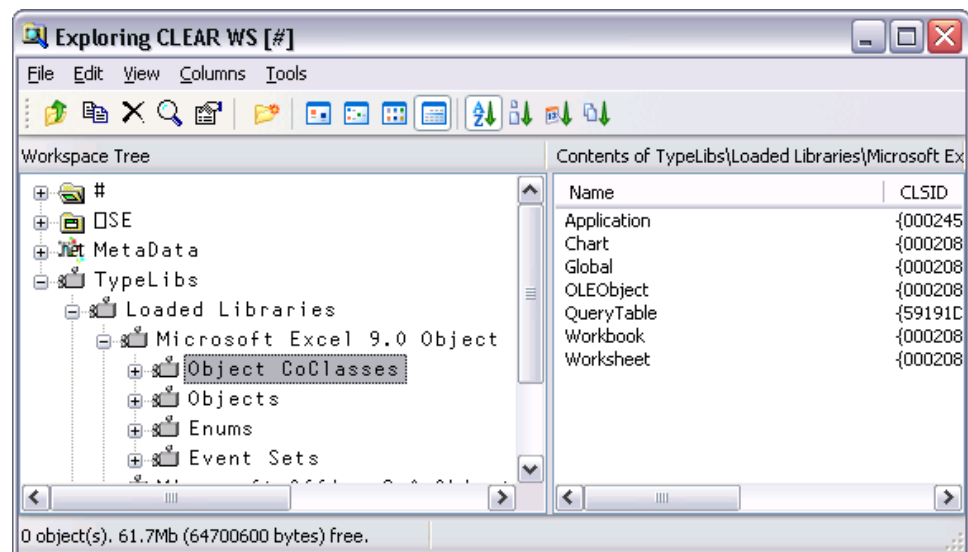 Exploring CLEAR WS [#]
File Edit View Columns Tools
Workspace Tree
#
⎕SE
MetaData
TypeLibs
Loaded Libraries
Microsoft Excel 9.0 Object
Object CoClasses
Objects
Enums
Event Sets
Contents of TypeLibs\Loaded Libraries\Microsoft Ex
Name CLSID
Application {000245
Chart {000208
Global {000208
OLEObject {000208
QueryTable {59191D
Workbook {000208
Worksheet {000208
0 object(s). 61.7Mb (64700600 bytes) free.